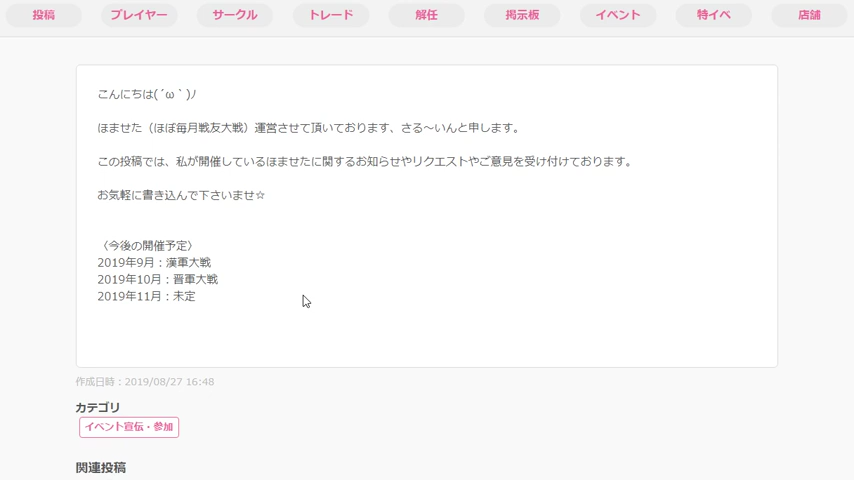 投稿 プレイヤー サークル トレード 解任 掲示板 イベント 特イベ 店舗
こんにちは(´ω｀)ﾉ
ほませた（ほぼ毎月戦友大戦）運営させて頂いております、さる～いんと申します。
この投稿では、私が開催しているほませたに関するお知らせやリクエストやご意見を受け付けております。
お気軽に書き込んで下さいませ☆
〈今後の開催予定〉
2019年9月：漢軍大戦
2019年10月：晋軍大戦
2019年11月：未定
作成日時：2019/08/27 16:48
カテゴリ
イベント宣伝・参加
関連投稿